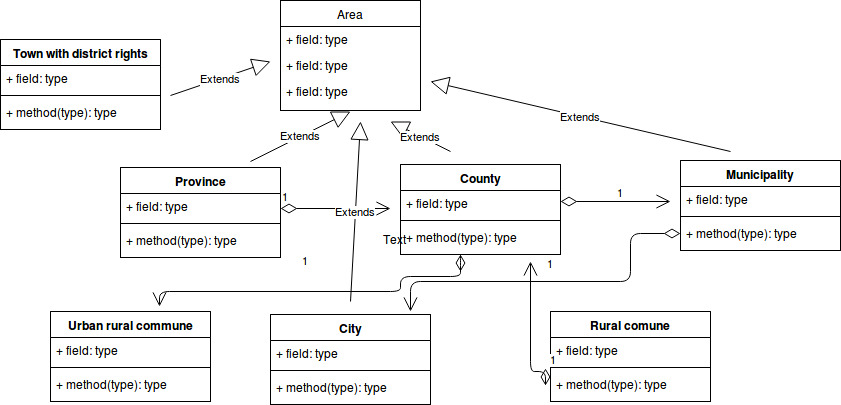 Area
+ field: type
+ field: type
+ field: type
Town with district rights
+ field: type
+ method(type): type
Extends
Extends
Extends
Extends
Province
+ field: type
+ method(type): type
1
Extends
County
+ field: type
+ method(type): type
Text
1
Municipality
+ field: type
+ method(type): type
1
1
Urban rural commune
+ field: type
+ method(type): type
City
+ field: type
+ method(type): type
Rural comune
+ field: type
1
+ method(type): type